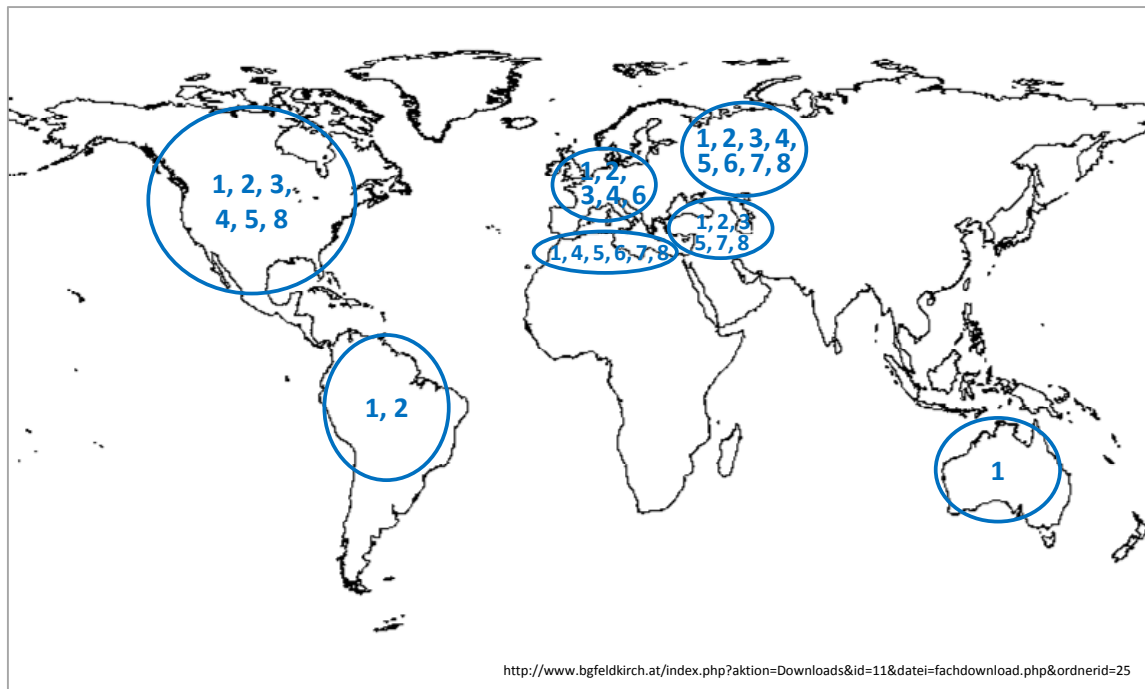 1, 2, 3,
4, 5, 8
1, 2,
3, 4, 6
1, 2, 3, 4,
5, 6, 7, 8
1, 2, 3
5, 7, 8
1, 4, 5, 6, 7, 8
1, 2
1
http://www.bgfeldkirch.at/index.php?aktion=Downloads&id=11&datei=fachdownload.php&ordnerid=25